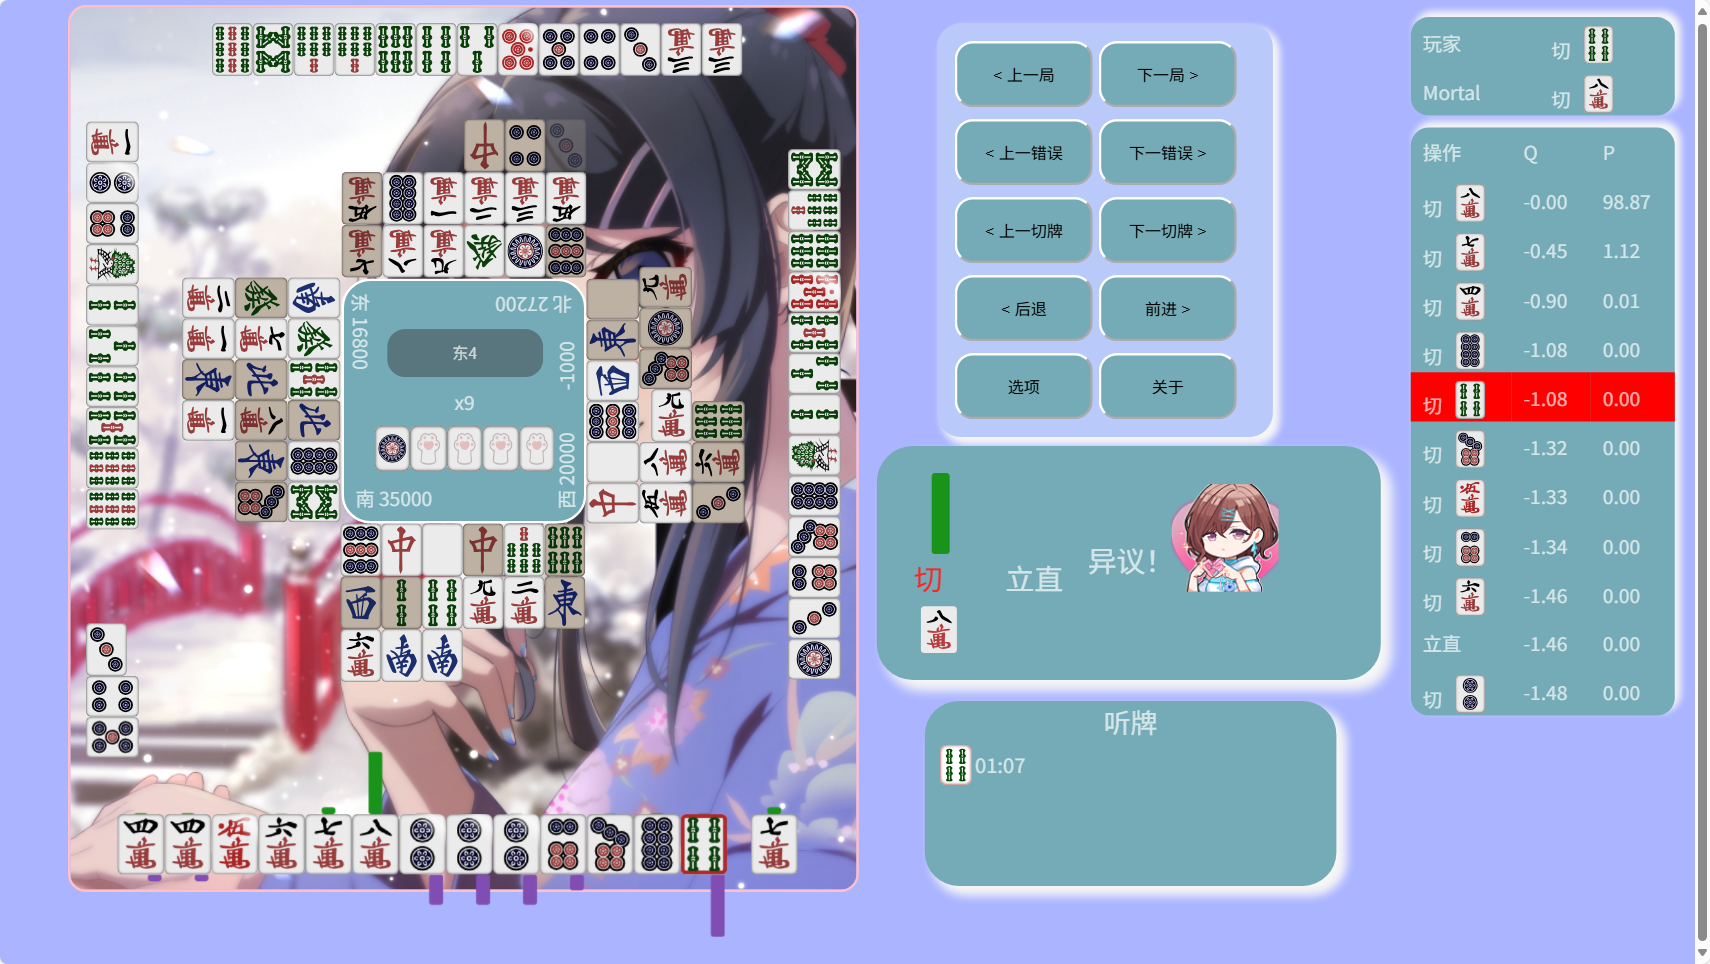 东 16800
北 27200
东4
-1000
x9
南 35000
西 20000
< 上一局
下一局 >
< 上一错误
下一错误 >
< 上一切牌
下一切牌 >
< 后退
前进 >
选项
关于
切
立直
异议!
听牌
01:07
玩家 切
Mortal 切
操作 Q P
切 -0.00 98.87
切 -0.45 1.12
切 -0.90 0.01
切 -1.08 0.00
切 -1.08 0.00
切 -1.32 0.00
切 -1.33 0.00
切 -1.34 0.00
切 -1.46 0.00
立直 -1.46 0.00
切 -1.48 0.00